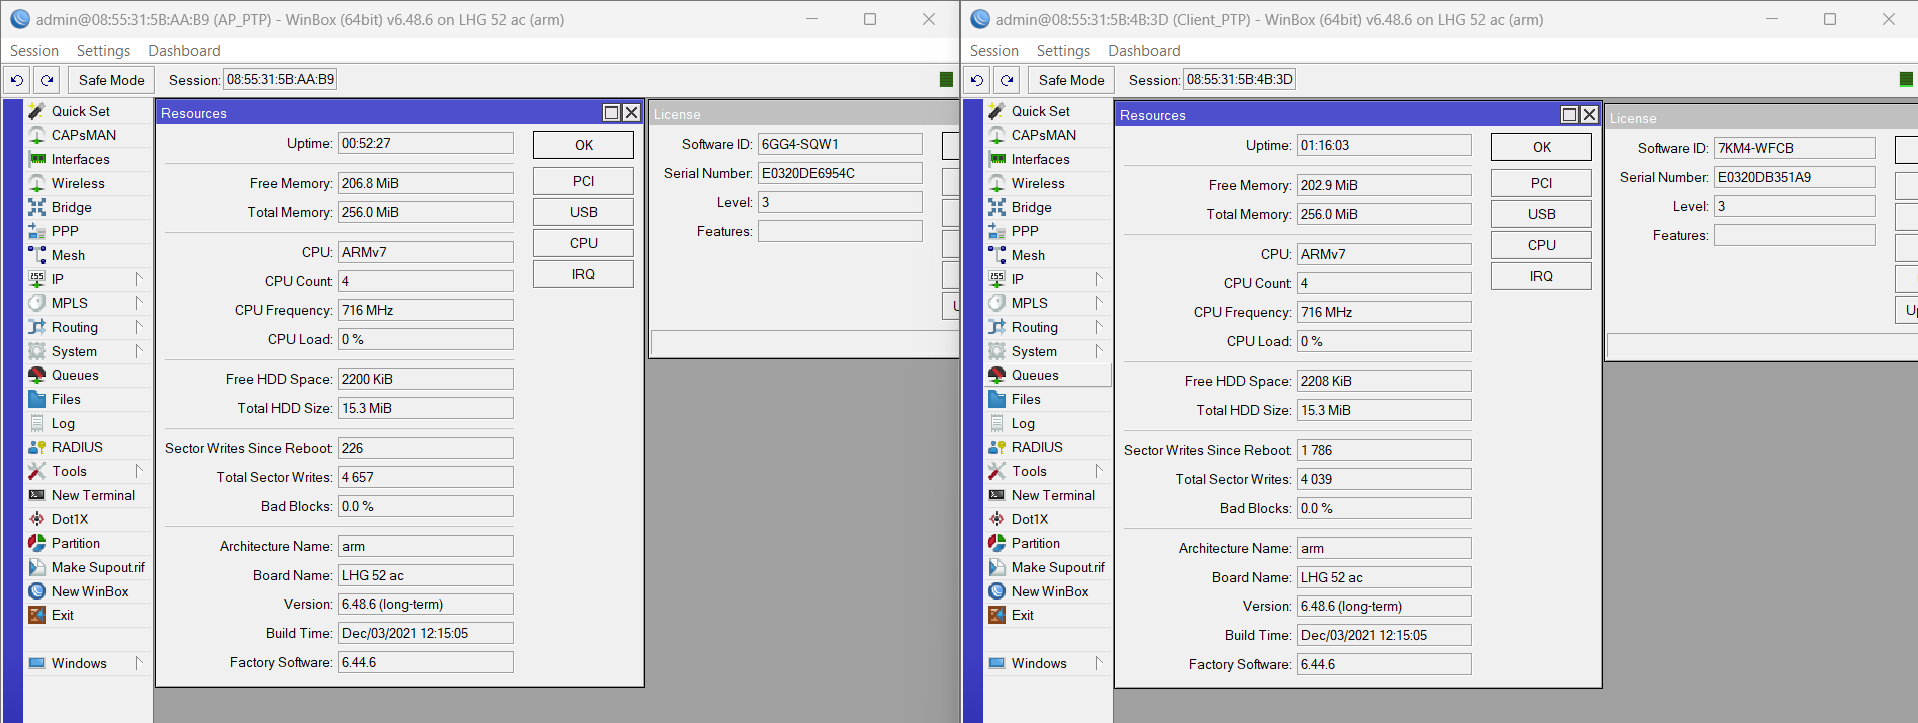 admin@08:55:31:5B:AA:B9 (AP_PTP) - WinBox (64bit) v6.48.6 on LHG 52 ac (arm)
Session Settings Dashboard
Safe Mode Session: 08:55:31:5B:AA:B9
Quick Set
CAPsMAN
Interfaces
Wireless
Bridge
PPP
Mesh
255 IP
MPLS
Routing
System
Queues
Files
Log
RADIUS
Tools
New Terminal
Dot1X
Partition
Make Supout.rif
New WinBox
Exit
Windows
Resources
Uptime: 00:52:27
Free Memory: 206.8 MiB
Total Memory: 256.0 MiB
CPU: ARMv7
CPU Count: 4
CPU Frequency: 716 MHz
CPU Load: 0 %
Free HDD Space: 2200 KiB
Total HDD Size: 15.3 MiB
Sector Writes Since Reboot: 226
Total Sector Writes: 4 657
Bad Blocks: 0.0 %
Architecture Name: arm
Board Name: LHG 52 ac
Version: 6.48.6 (long-term)
Build Time: Dec/03/2021 12:15:05
Factory Software: 6.44.6
OK
PCI
USB
CPU
IRQ
License
Software ID: 6GG4-SQW1
Serial Number: E0320DE6954C
Level: 3
Features:
U
admin@08:55:31:5B:4B:3D (Client_PTP) - WinBox (64bit) v6.48.6 on LHG 52 ac (arm)
Session Settings Dashboard
Safe Mode Session: 08:55:31:5B:4B:3D
Quick Set
CAPsMAN
Interfaces
Wireless
Bridge
PPP
Mesh
255 IP
MPLS
Routing
System
Queues
Files
Log
RADIUS
Tools
New Terminal
Dot1X
Partition
Make Supout.rif
New WinBox
Exit
Windows
Resources
Uptime: 01:16:03
Free Memory: 202.9 MiB
Total Memory: 256.0 MiB
CPU: ARMv7
CPU Count: 4
CPU Frequency: 716 MHz
CPU Load: 0 %
Free HDD Space: 2208 KiB
Total HDD Size: 15.3 MiB
Sector Writes Since Reboot: 1 786
Total Sector Writes: 4 039
Bad Blocks: 0.0 %
Architecture Name: arm
Board Name: LHG 52 ac
Version: 6.48.6 (long-term)
Build Time: Dec/03/2021 12:15:05
Factory Software: 6.44.6
OK
PCI
USB
CPU
IRQ
License
Software ID: 7KM4-WFCB
Serial Number: E0320DB351A9
Level: 3
Features:
Up